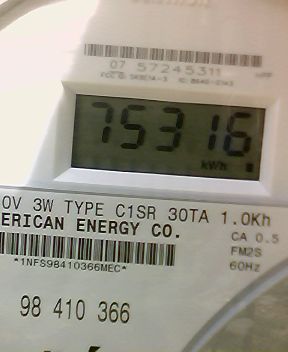 07 57245311
75316
kWh
0V 3W TYPE C1SR 30TA 1.0Kh
ERICAN ENERGY CO.
CA 0.5
FM2S
60Hz
*1NFS98410366MEC*
98 410 366